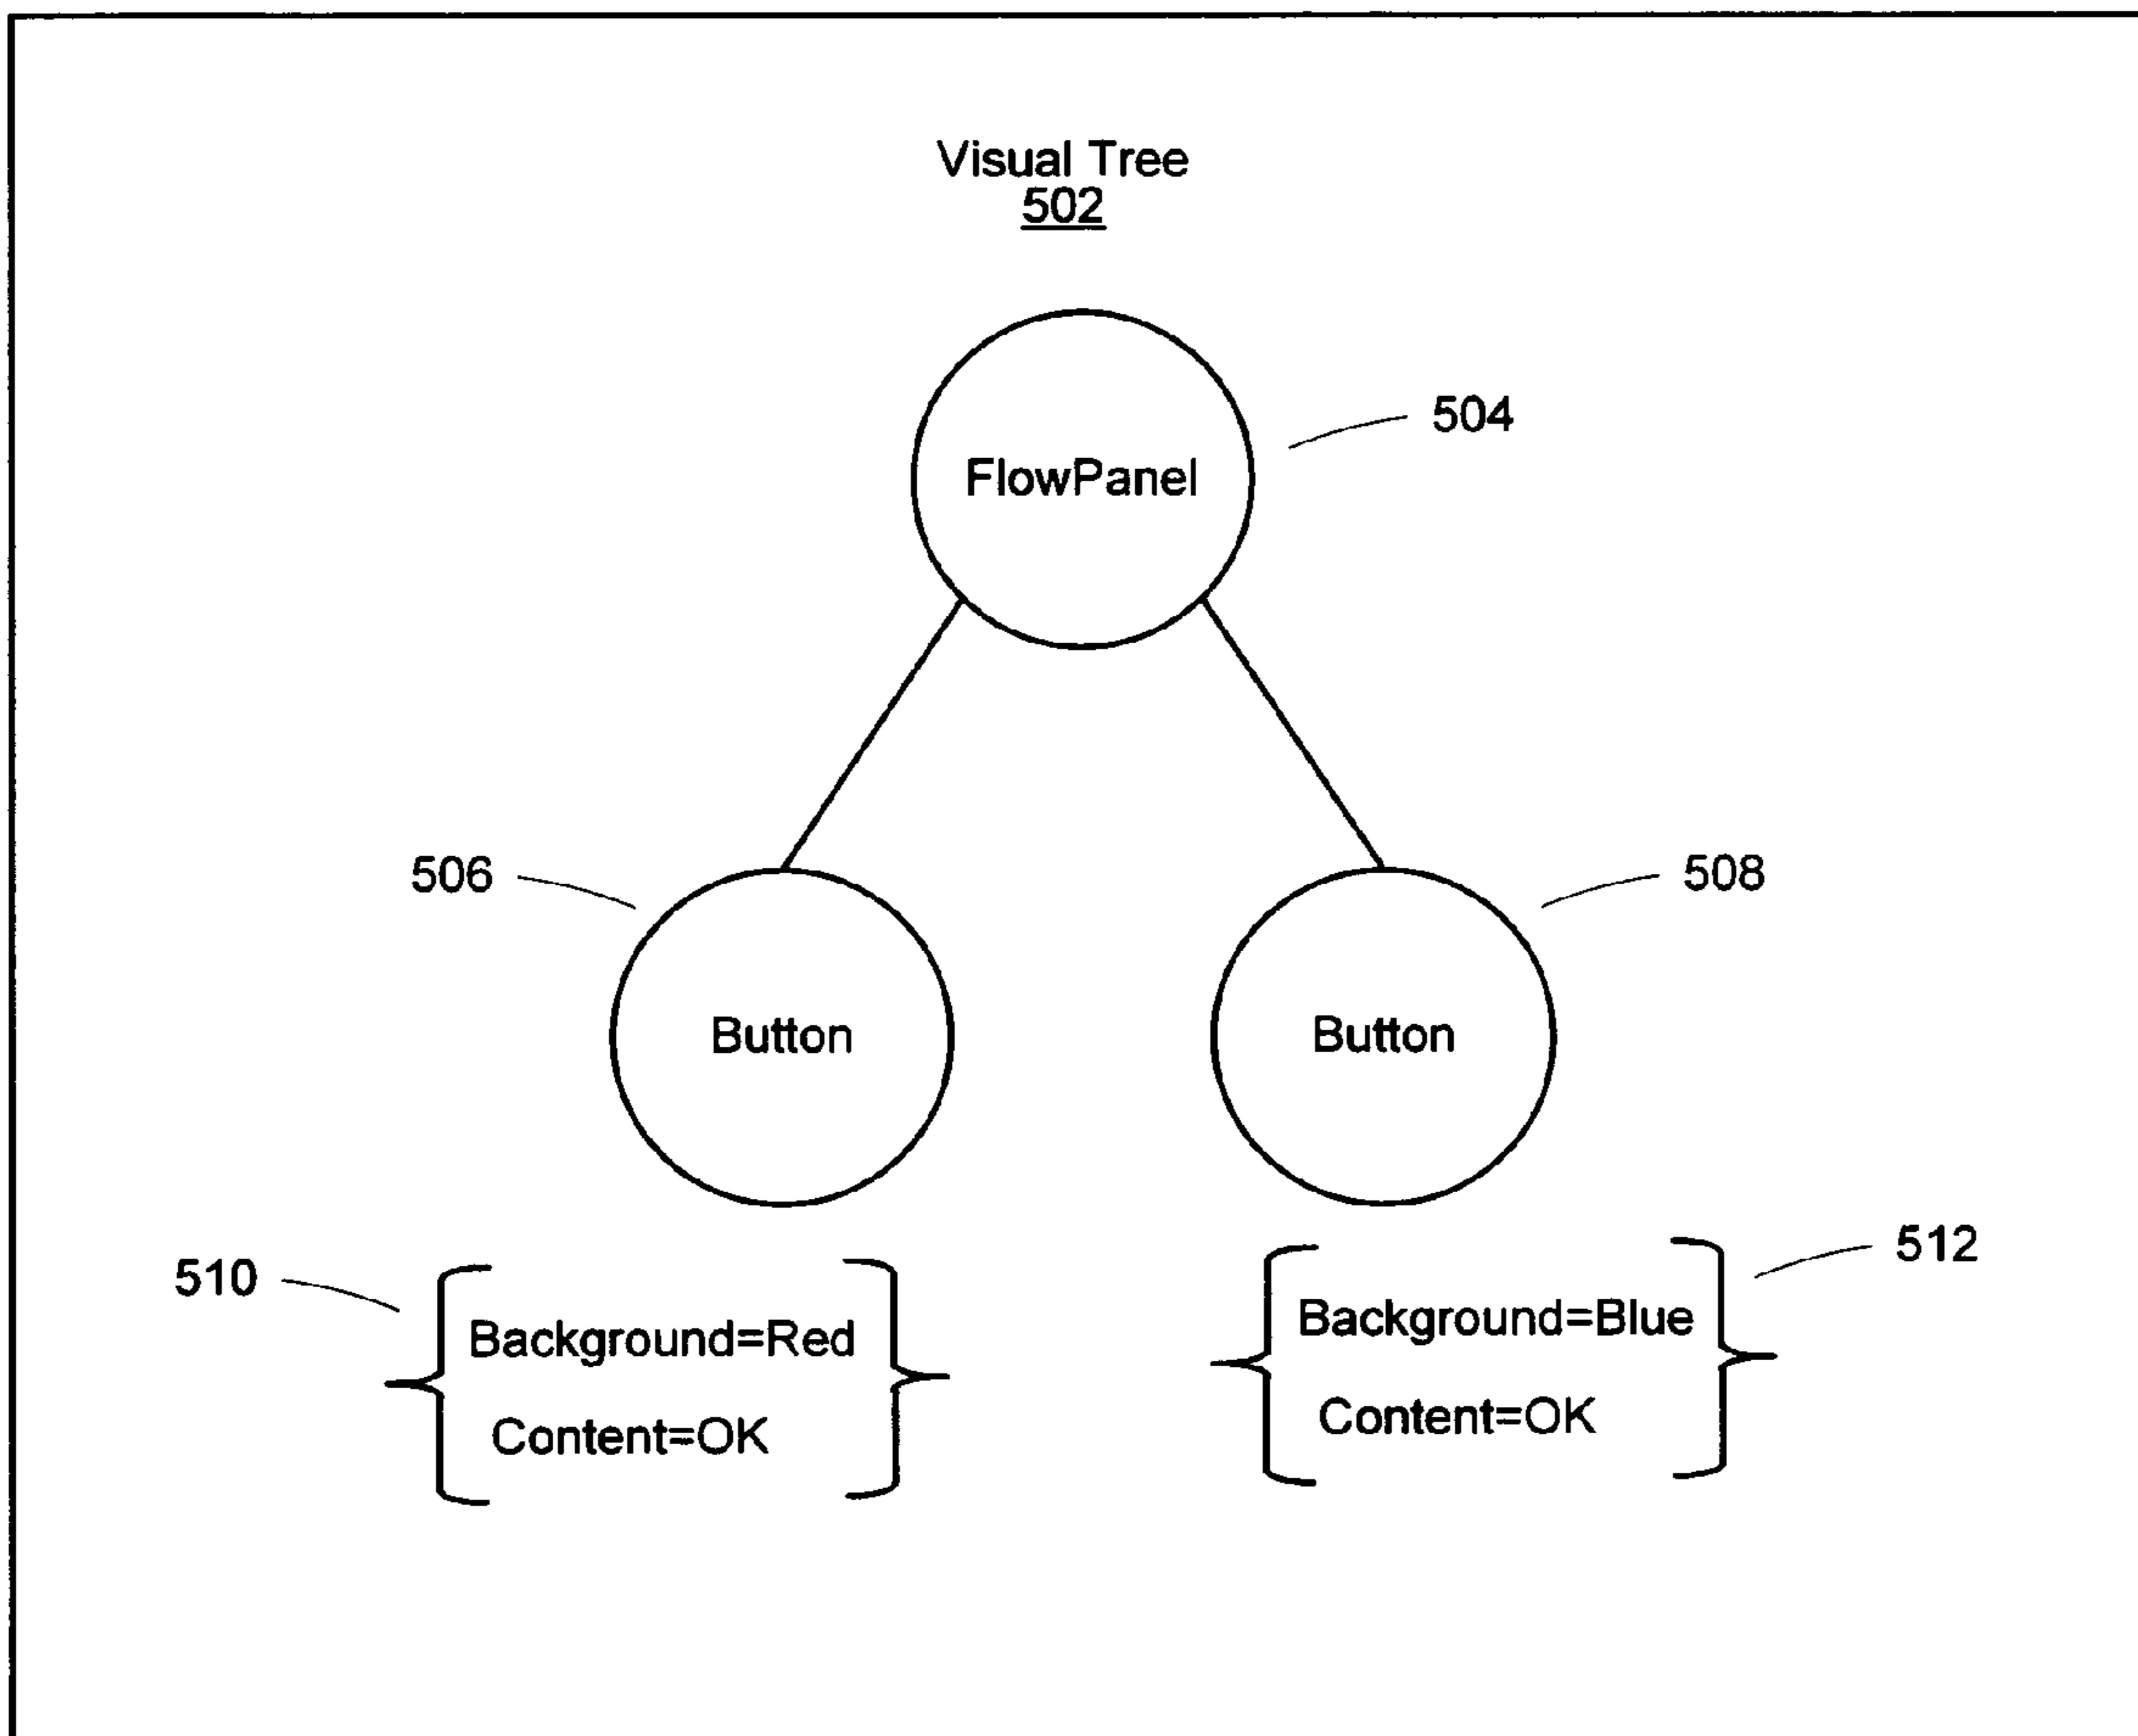 Visual Tree
502
504
FlowPanel
506
508
Button
Button
510
512
Background=Red
Content=OK
Background=Blue
Content=OK